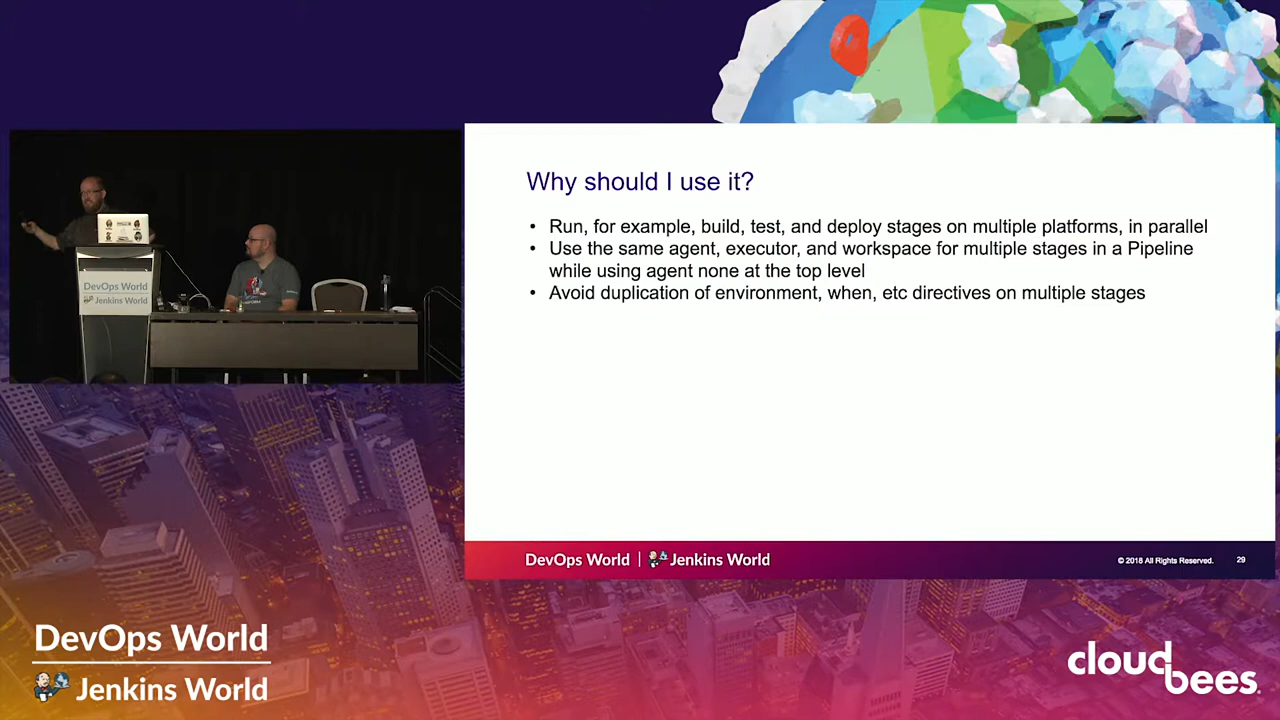 Why should I use it?
• Run, for example, build, test, and deploy stages on multiple platforms, in parallel
• Use the same agent, executor, and workspace for multiple stages in a Pipeline
while using agent none at the top level
• Avoid duplication of environment, when, etc directives on multiple stages
DevOps World
Jenkins World
DevOps World | Jenkins World
© 2018 All Rights Reserved.
29
DevOps World
Jenkins World
cloudbees.